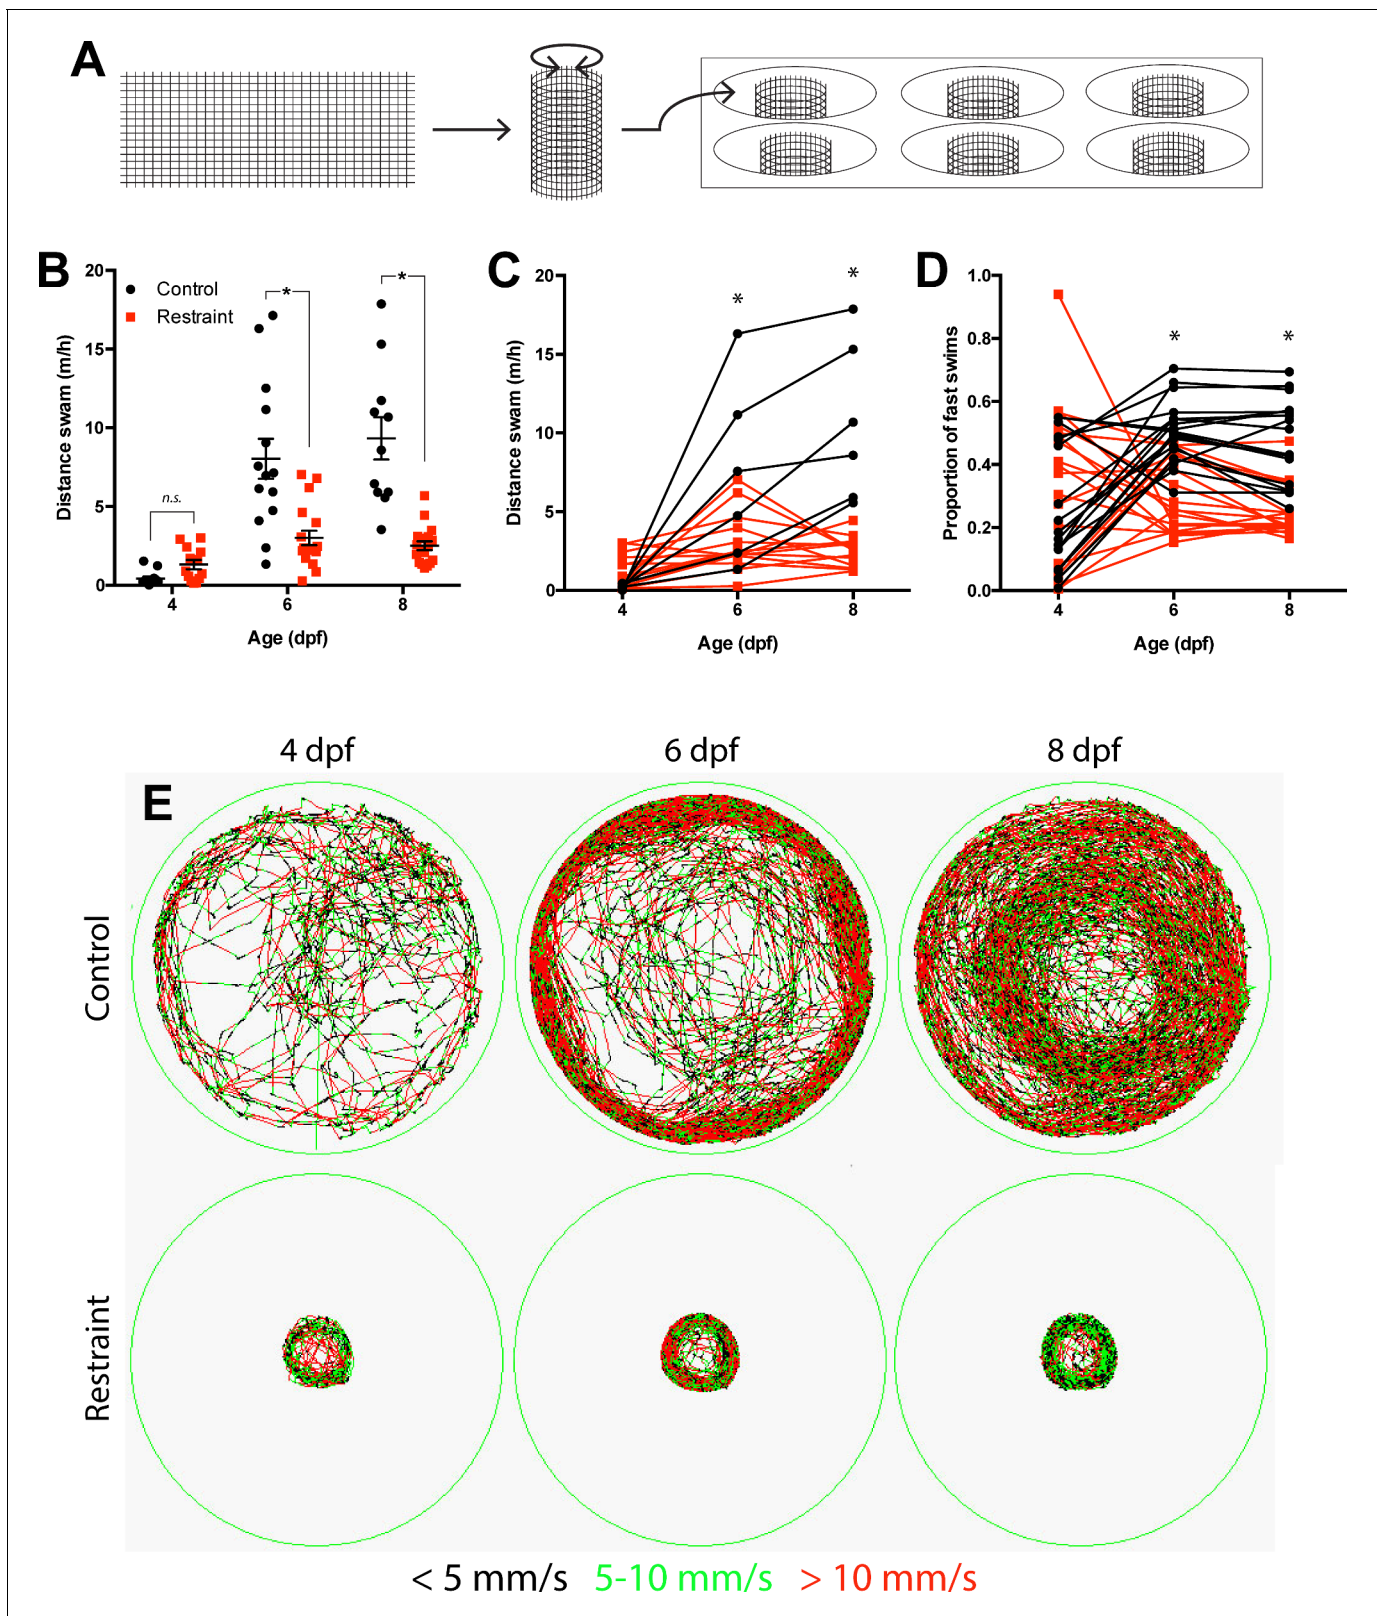 A
B
20
15
10
5
0
Distance swam (m/h)
Control
Restraint
n.s.
*
*
4
6
8
Age (dpf)
C
20
15
10
5
0
Distance swam (m/h)
*
*
4
6
8
Age (dpf)
D
1.0
0.8
0.6
0.4
0.2
0.0
Proportion of fast swims
*
*
4
6
8
Age (dpf)
4 dpf
6 dpf
8 dpf
E
Control
Restraint
< 5 mm/s 5-10 mm/s > 10 mm/s